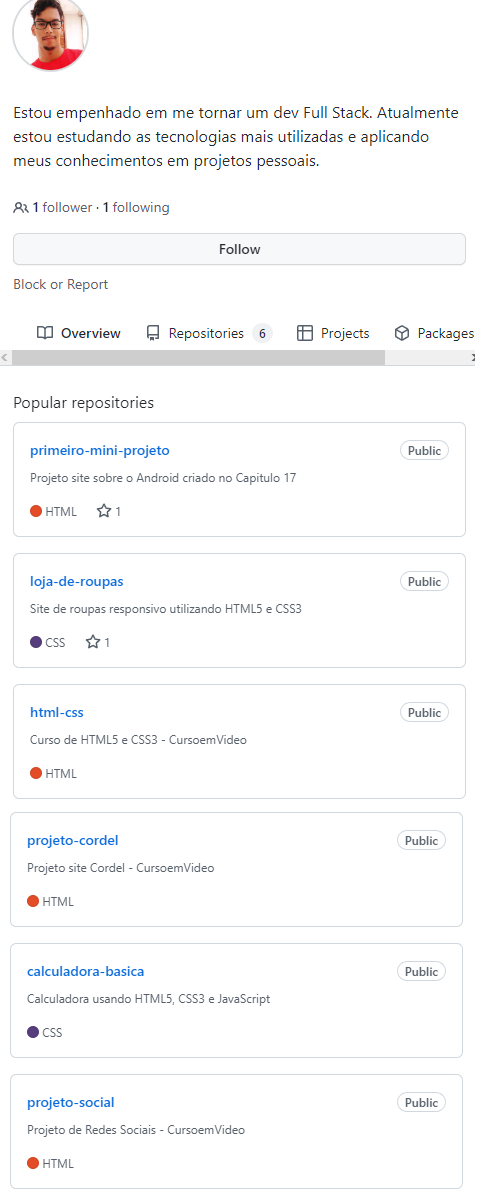 Estou empenhado em me tornar um dev Full Stack. Atualmente
estou estudando as tecnologias mais utilizadas e aplicando
meus conhecimentos em projetos pessoais.
1 follower · 1 following
Follow
Block or Report
Overview Repositories 6 Projects Packages
Popular repositories
primeiro-mini-projeto Public
Projeto site sobre o Android criado no Capitulo 17
HTML 1
loja-de-roupas Public
Site de roupas responsivo utilizando HTML5 e CSS3
CSS 1
html-css Public
Curso de HTML5 e CSS3 - CursoemVideo
HTML
projeto-cordel Public
Projeto site Cordel - CursoemVideo
HTML
calculadora-basica Public
Calculadora usando HTML5, CSS3 e JavaScript
CSS
projeto-social Public
Projeto de Redes Sociais - CursoemVideo
HTML